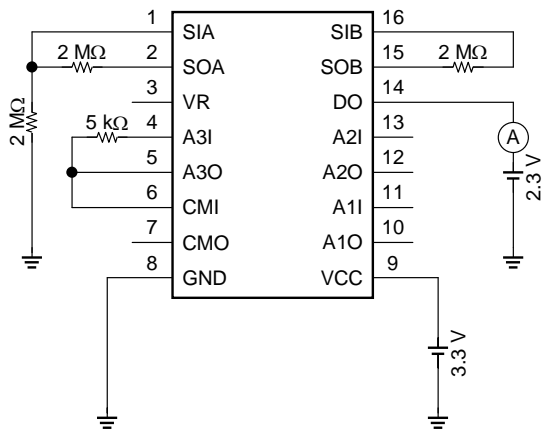 1 SIA SIB 16
2 MΩ 2 SOA SOB 15 2 MΩ
3 VR DO 14
2 MΩ 5 kΩ 4 A3I A2I 13 A
5 A3O A2O 12 2.3 V
6 CMI A1I 11
7 CMO A1O 10
8 GND VCC 9
3.3 V